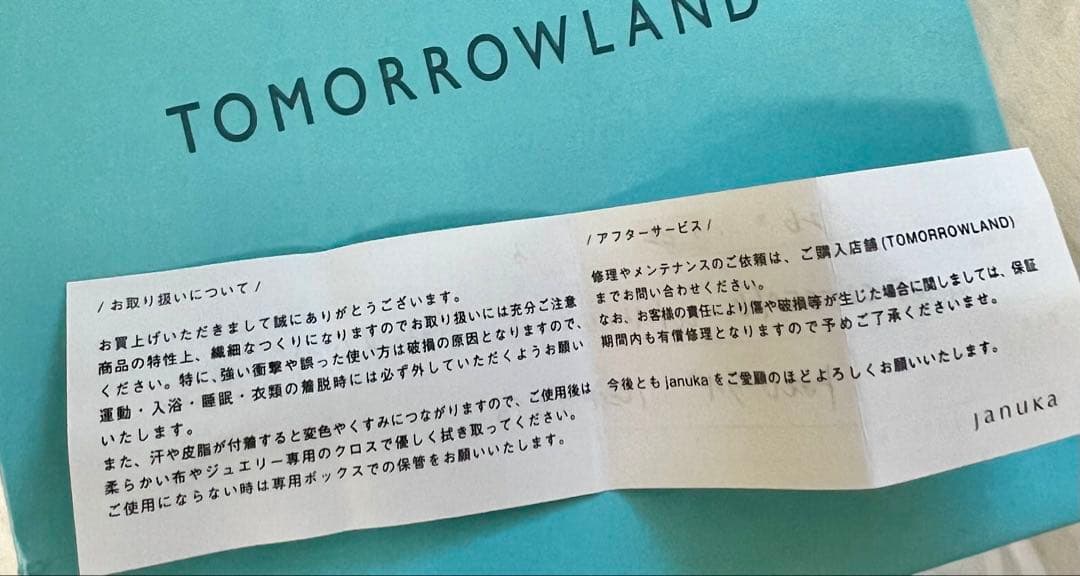 TOMORROWLAND
/ お取り扱いについて /
お買上げいただきまして誠にありがとうございます。
商品の特性上、繊細なつくりになりますのでお取り扱いには充分ご注意
ください。特に、強い衝撃や誤った使い方は破損の原因となりますので、
運動・入浴・睡眠・衣類の着脱時には必ず外していただくようお願い
いたします。
また、汗や皮脂が付着すると変色やくすみにつながりますので、ご使用後は
柔らかい布やジュエリー専用のクロスで優しく拭き取ってください。
ご使用にならない時は専用ボックスでの保管をお願いいたします。
/ アフターサービス /
修理やメンテナンスのご依頼は、ご購入店舗(TOMORROWLAND)
までお問い合わせください。
なお、お客様の責任により傷や破損等が生じた場合に関しましては、保証
期間内も有償修理となりますので予めご了承くださいませ。
今後とも januka をご愛顧のほどよろしくお願いいたします。
januka